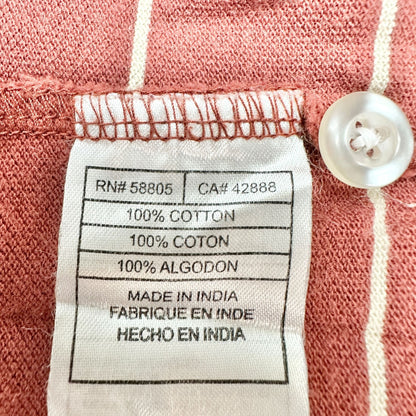 RN# 58805 CA# 42888
100% COTTON
100% COTON
100% ALGODON
MADE IN INDIA
FABRIQUE EN INDE
HECHO EN INDIA